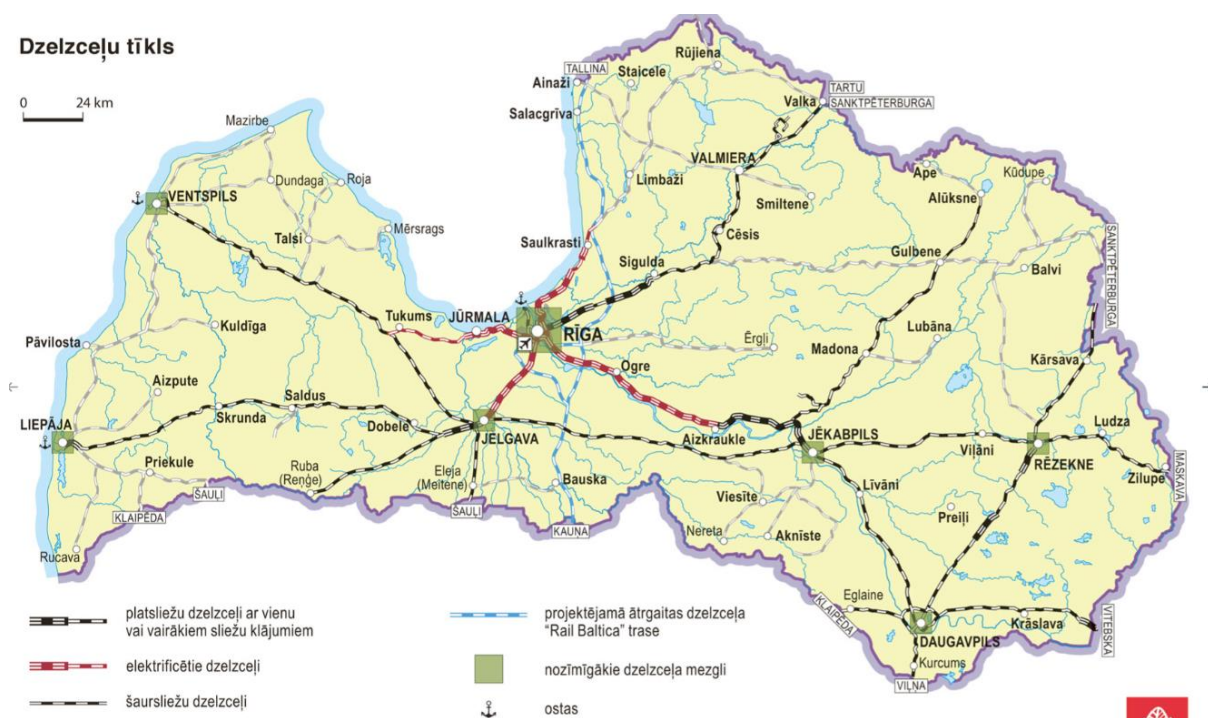 Dzelzceļu tīkls
0 24 km
Mazirbe
VENTSPILS
Dundaga
Roja
Talsi
Mērsrags
Kuldīga
Pāvilosta
Aizpute
LIEPĀJA
Skrunda
Saldus
Dobele
Tukums
JŪRMALA
RĪGA
JELGAVA
Priekule
Ruba
(Reņģe)
Eleja
(Meitene)
ŠAUĻI
KLAIPĒDA
Rucava
ŠAUĻI
Bauska
KAUŅA
TALLINA
Ainaži
Staicele
Rūjiena
Salacgrīva
TARTU
SANKTPĒTERBURGA
Valka
VALMIERA
Limbaži
Smiltene
Saulkrasti
Sigulda
Cēsis
Ape
Alūksne
Kūdupe
Gulbene
Balvi
SANKTPĒTERBURGA
Ērgļi
Lubāna
Madona
Kārsava
Ogre
Aizkraukle
JĒKABPILS
Viļāni
Ludza
RĒZEKNE
Zilupe
MASKAVA
Viesīte
Līvāni
Preiļi
Nereta
Aknīste
Eglaine
KLAIPĒDA
DAUGAVPILS
Krāslava
VITEBSKA
Kurcums
VIĻŅA
platsliežu dzelzceļi ar vienu
vai vairākiem sliežu klājumiem
elektrificētie dzelzceļi
šaursliežu dzelzceļi
projektējamā ātrgaitas dzelzceļa
“Rail Baltica” trase
nozīmīgākie dzelzceļa mezgli
ostas